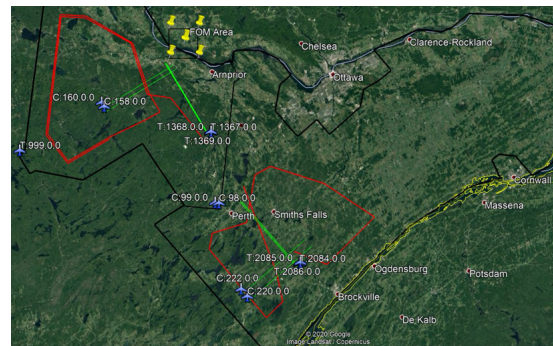 FOM Area
Chelsea
Clarence-Rockland
Arnprior
Ottawa
C:160 0 0
C:158 0 0
T:1368 0 0
T:1367 0 0
T:1369 0 0
T:999 0 0
Cornwall
C:99 0 0
C:98 0 0
Massena
Perth
Smiths Falls
T:2085 0 0
T:2084 0 0
T:2086 0 0
Ogdensburg
Potsdam
C:222 0 0
C:220 0 0
Brockville
De Kalb
© 2020 Google
Image Landsat / Copernicus